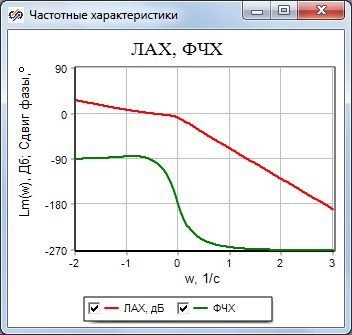 Частотные характеристики
ЛАХ, ФЧХ
Lm(w), Дб; Сдвиг фазы,º
90
0
-90
-180
-270
-2 -1 0 1 2 3
w, 1/c
ЛАХ, дБ ФЧХ